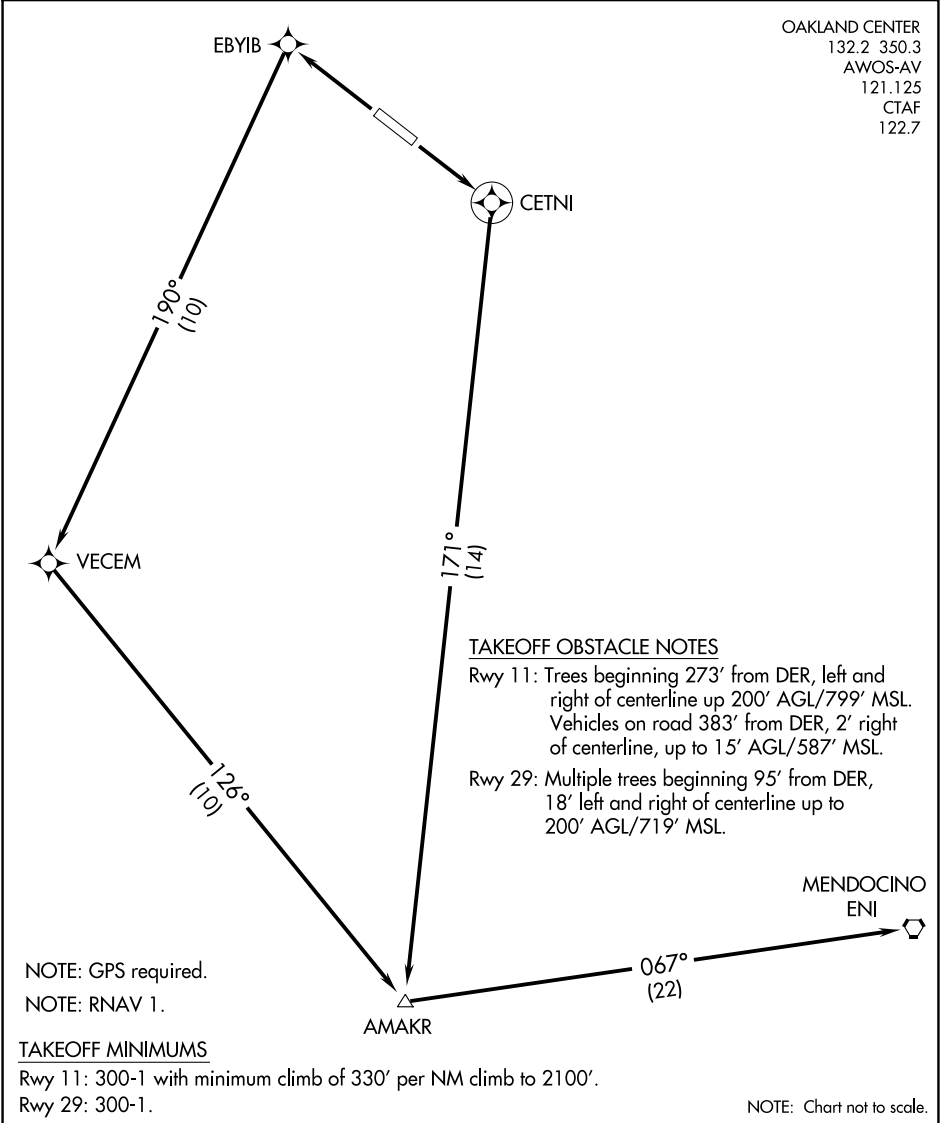 OAKLAND CENTER
132.2 350.3
AWOS-AV
121.125
CTAF
122.7
EBYIB
CETNI
190°
(10)
VECEM
171°
(14)
TAKEOFF OBSTACLE NOTES
Rwy 11: Trees beginning 273' from DER, left and
right of centerline up 200' AGL/799' MSL.
Vehicles on road 383' from DER, 2' right
of centerline, up to 15' AGL/587' MSL.
Rwy 29: Multiple trees beginning 95' from DER,
18' left and right of centerline up to
200' AGL/719' MSL.
126°
(10)
MENDOCINO
ENI
067°
(22)
AMAKR
NOTE: GPS required.
NOTE: RNAV 1.
TAKEOFF MINIMUMS
Rwy 11: 300-1 with minimum climb of 330' per NM climb to 2100'.
Rwy 29: 300-1.
NOTE: Chart not to scale.